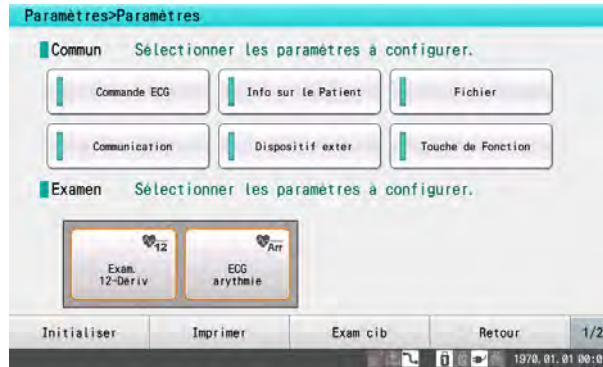 Paramètres>Paramètres
Commun Sélectionner les paramètres à configurer.
Commande ECG
Info sur le Patient
Fichier
Communication
Dispositif exter
Touche de Fonction
Examen Sélectionner les paramètres à configurer.
12
Exam.
12-Dériv
Arr
ECG
arythmie
Initialiser Imprimer Exam cib Retour 1/2
1970.01.01 00:0